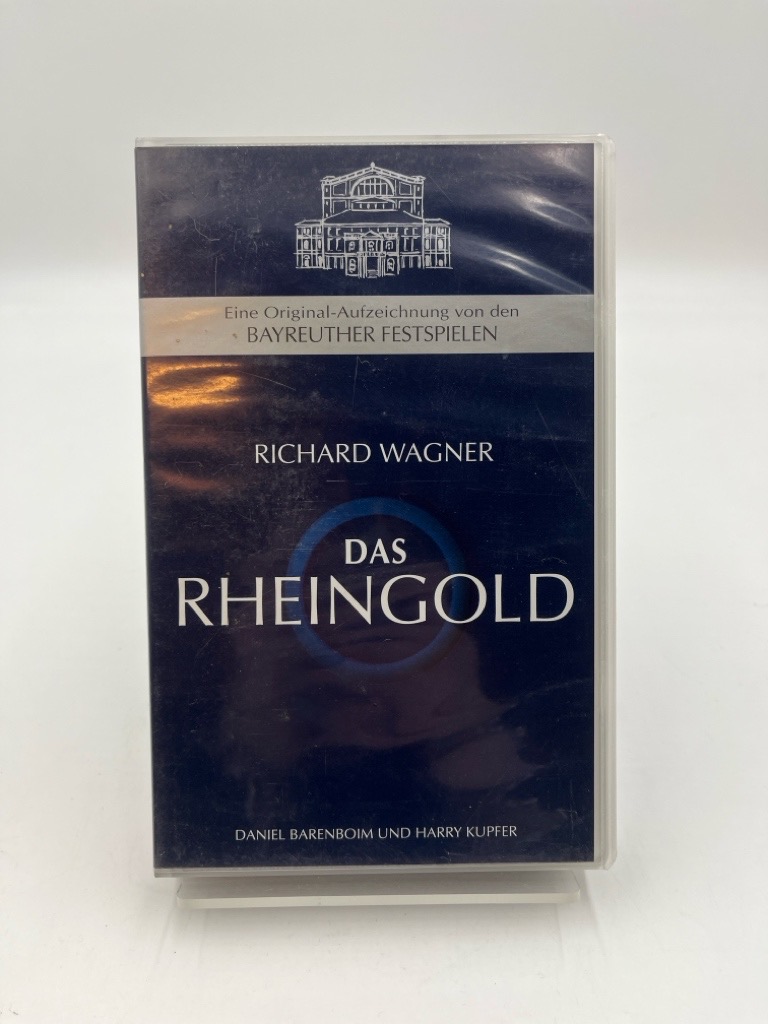 Eine Original-Aufzeichnung von den
BAYREUTHER FESTSPIELEN
RICHARD WAGNER
DAS
RHEINGOLD
DANIEL BARENBOIM UND HARRY KUPFER